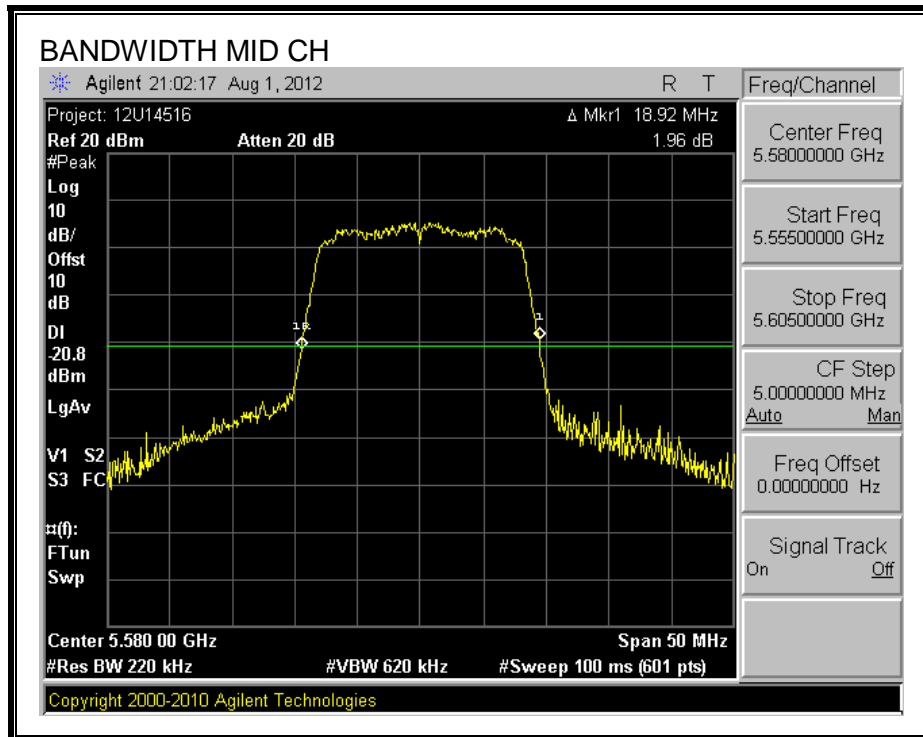 BANDWIDTH MID CH
Agilent 21:02:17 Aug 1, 2012 R T
Project: 12U14516 Δ Mkr1 18.92 MHz
Ref 20 dBm Atten 20 dB 1.96 dB
#Peak
Log
10
dB/
Offst
10
dB
DI
-20.8
dBm
LgAv
V1 S2
S3 FC
¤(f):
FTun
Swp
1R
1
Center 5.580 00 GHz Span 50 MHz
#Res BW 220 kHz #VBW 620 kHz #Sweep 100 ms (601 pts)
Copyright 2000-2010 Agilent Technologies
Freq/Channel
Center Freq
5.58000000 GHz
Start Freq
5.55500000 GHz
Stop Freq
5.60500000 GHz
CF Step
5.00000000 MHz
Auto Man
Freq Offset
0.00000000 Hz
Signal Track
On Off